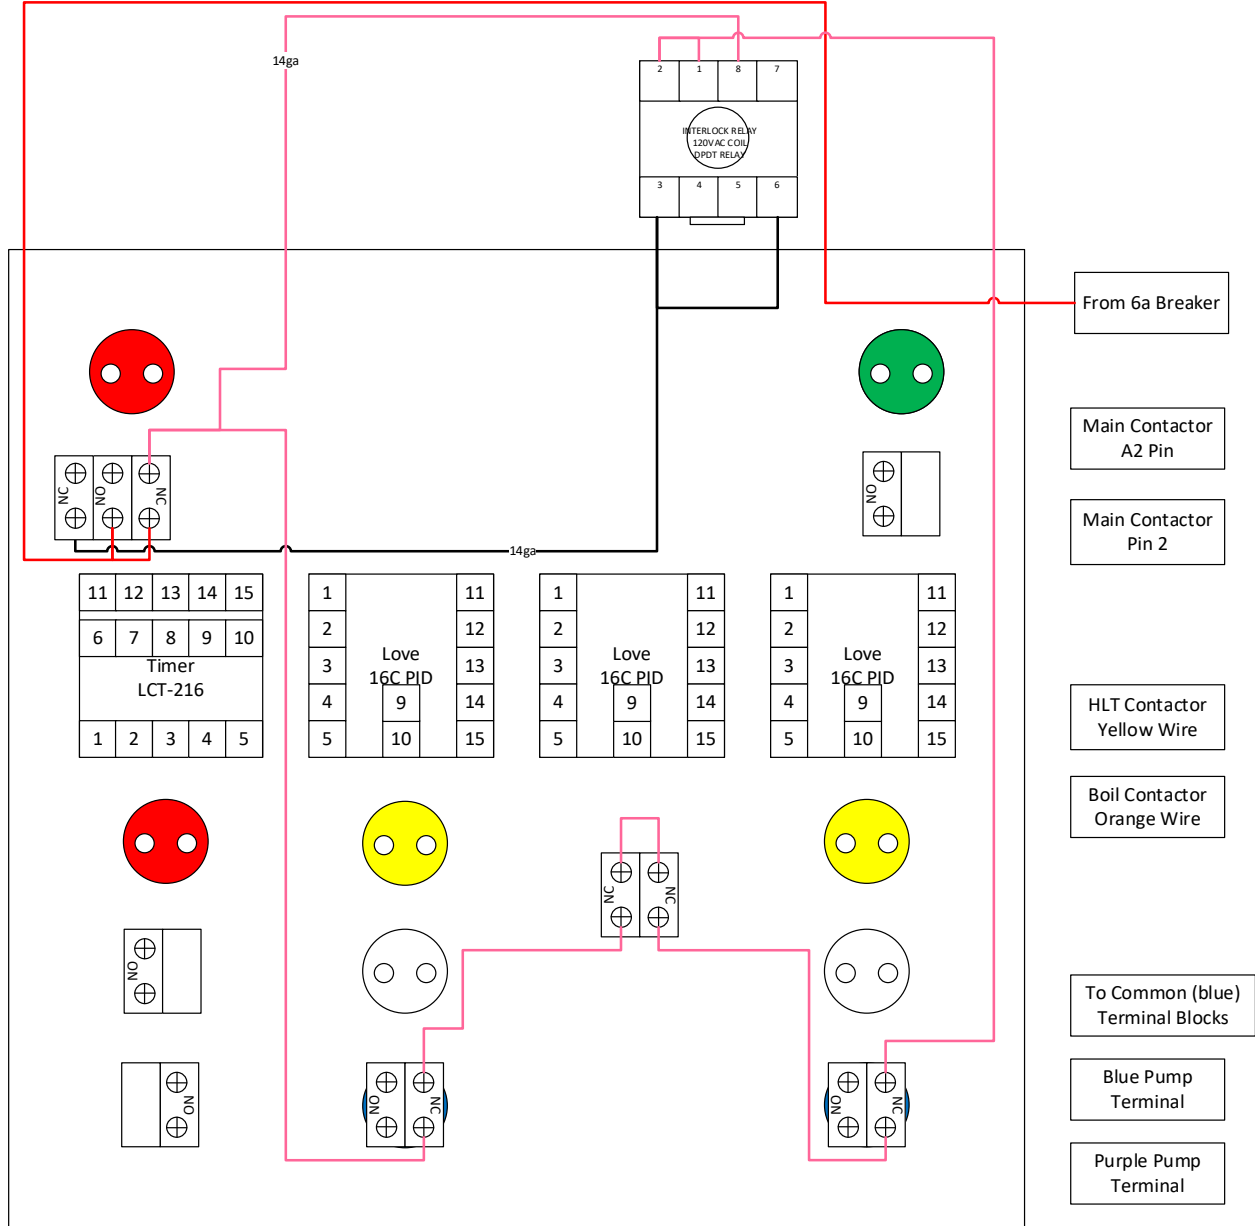 14ga
2 1 8 7
INTERLOCK RELAY
120VAC COIL
DPDT RELAY
3 4 5 6
From 6a Breaker
Main Contactor
A2 Pin
NC NO NC
NO
Main Contactor
Pin 2
14ga
11 12 13 14 15
6 7 8 9 10
Timer
LCT-216
1 2 3 4 5
1 11
2 12
3 13
Love
16C PID
4 9 14
5 10 15
1 11
2 12
3 13
Love
16C PID
4 9 14
5 10 15
1 11
2 12
3 13
Love
16C PID
4 9 14
5 10 15
HLT Contactor
Yellow Wire
Boil Contactor
Orange Wire
NC NC
NO
To Common (blue)
Terminal Blocks
NO
NO NC
NO NC
Blue Pump
Terminal
Purple Pump
Terminal